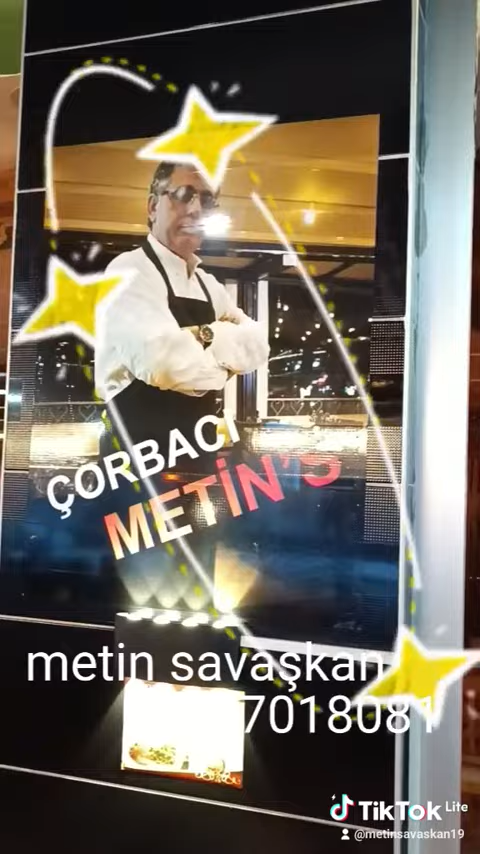 ÇORBACI
METİN'S
metin savaşkan
7018081
TikTok Lite
@metinsavaskan19